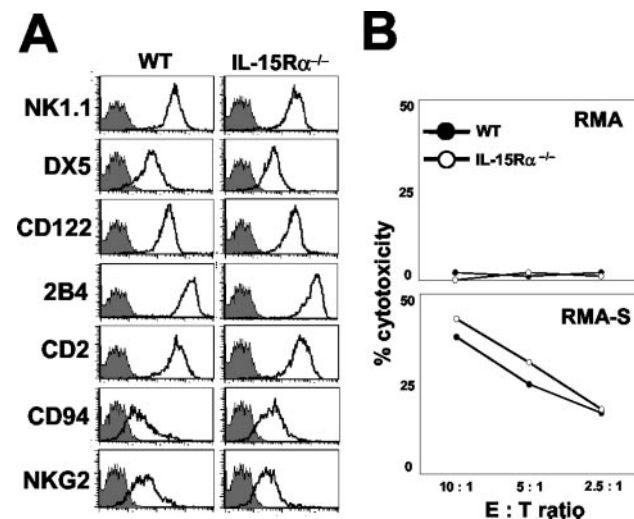 A
WT IL-15Rα–/–
NK1.1
DX5
CD122
2B4
CD2
CD94
NKG2
B
% cytotoxicity
50
25
0
RMA
WT
IL-15Rα–/–
50
25
0
RMA-S
10 : 1 5 : 1 2.5 : 1
E : T ratio